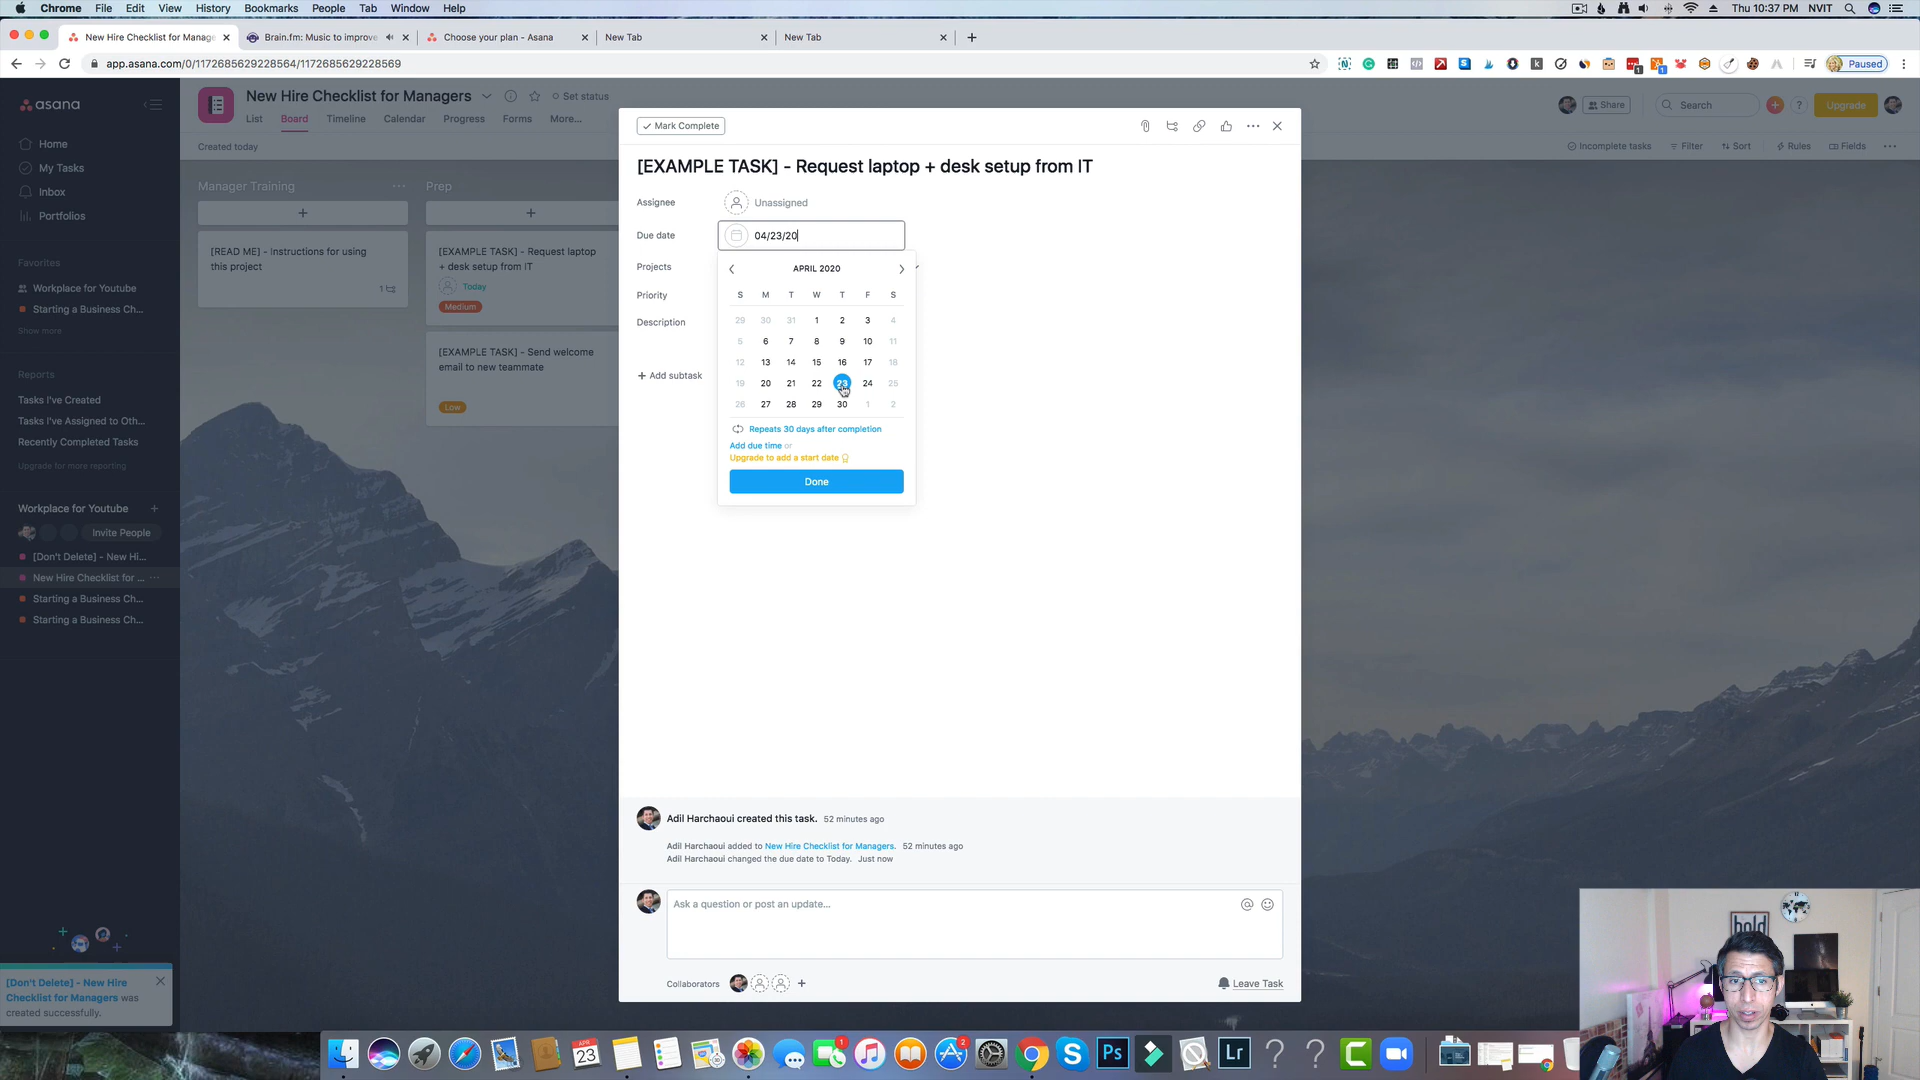 Chrome File Edit View History Bookmarks People Tab Window Help
Thu 10:37 PM NVIT
New Hire Checklist for Manage
Brain.fm: Music to improve
Choose your plan - Asana
New Tab
New Tab
app.asana.com/0/1172685629228564/1172685629228569
Paused
asana
Home
My Tasks
Inbox
Portfolios
Favorites
Workplace for Youtube
Starting a Business Ch...
Show more
Reports
Tasks I've Created
Tasks I've Assigned to Oth...
Recently Completed Tasks
Upgrade for more reporting
Workplace for Youtube
Invite People
[Don't Delete] - New Hi...
New Hire Checklist for ...
Starting a Business Ch...
Starting a Business Ch...
[Don't Delete] - New Hire
Checklist for Managers was
created successfully.
New Hire Checklist for Managers
Set status
List Board Timeline Calendar Progress Forms More...
Share
Search
Upgrade
Created today
Incomplete tasks Filter Sort Rules Fields
Manager Training
[READ ME] - Instructions for using
this project
1
Prep
[EXAMPLE TASK] - Request laptop
+ desk setup from IT
Today
Medium
[EXAMPLE TASK] - Send welcome
email to new teammate
Low
Mark Complete
[EXAMPLE TASK] - Request laptop + desk setup from IT
Assignee Unassigned
Due date 04/23/20
Projects
Priority
Description
+ Add subtask
APRIL 2020
S M T W T F S
29 30 31 1 2 3 4
5 6 7 8 9 10 11
12 13 14 15 16 17 18
19 20 21 22 23 24 25
26 27 28 29 30 1 2
Repeats 30 days after completion
Add due time or
Upgrade to add a start date
Done
Adil Harchaoui created this task. 52 minutes ago
Adil Harchaoui added to New Hire Checklist for Managers. 52 minutes ago
Adil Harchaoui changed the due date to Today. Just now
Ask a question or post an update...
Collaborators
Leave Task
APR
23
1
2
Ps
Lr
bold